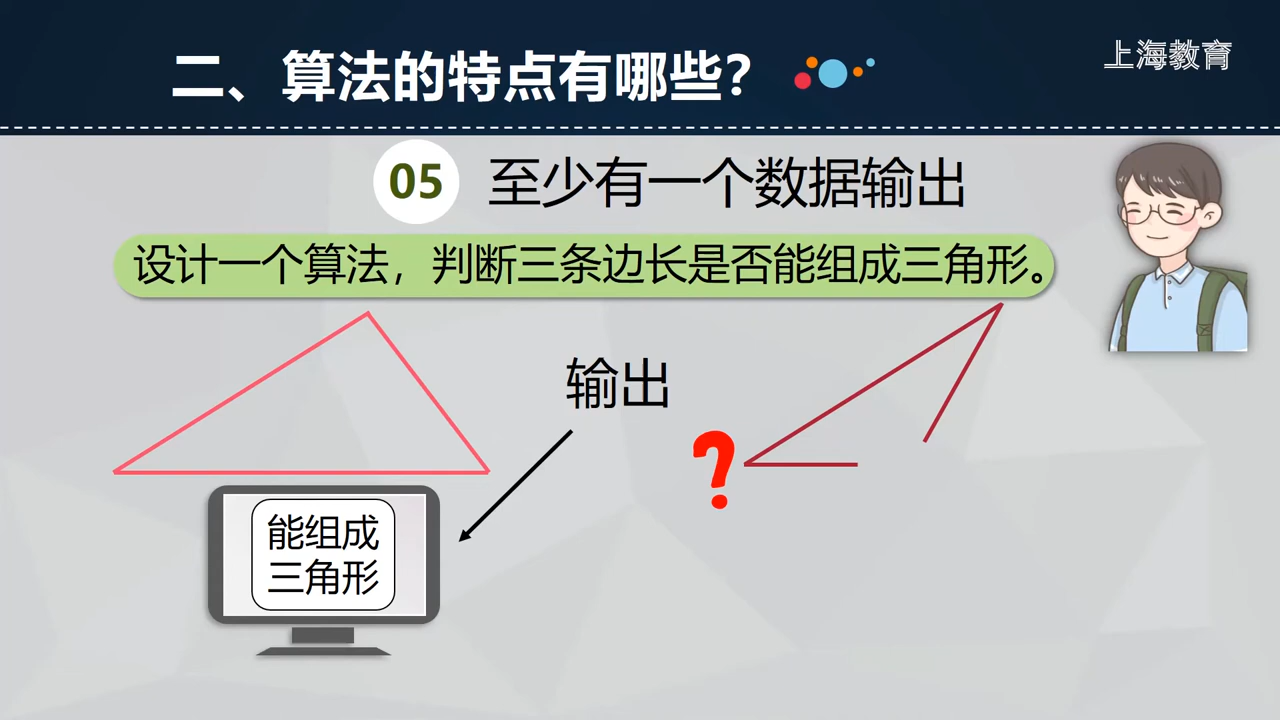 二、算法的特点有哪些？
上海教育
05 至少有一个数据输出
设计一个算法，判断三条边长是否能组成三角形。
输出
?
能组成
三角形